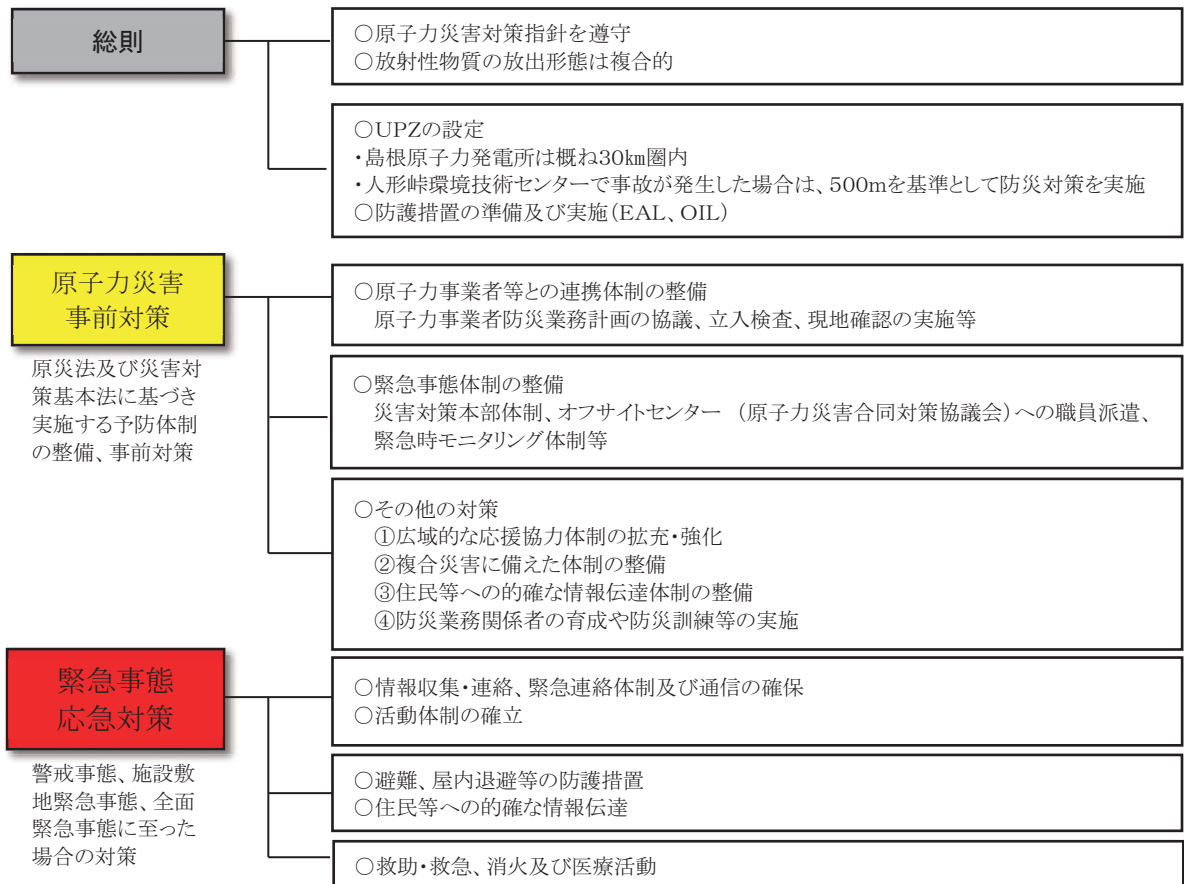 総則
○原子力災害対策指針を遵守
○放射性物質の放出形態は複合的
○UPZの設定
・島根原子力発電所は概ね30㎞圏内
・人形峠環境技術センターで事故が発生した場合は、500mを基準として防災対策を実施
○防護措置の準備及び実施(EAL、OIL)
原子力災害
事前対策
原災法及び災害対
策基本法に基づき
実施する予防体制
の整備、事前対策
○原子力事業者等との連携体制の整備
原子力事業者防災業務計画の協議、立入検査、現地確認の実施等
○緊急事態体制の整備
災害対策本部体制、オフサイトセンター (原子力災害合同対策協議会)への職員派遣、
緊急時モニタリング体制等
○その他の対策
①広域的な応援協力体制の拡充・強化
②複合災害に備えた体制の整備
③住民等への的確な情報伝達体制の整備
④防災業務関係者の育成や防災訓練等の実施
緊急事態
応急対策
警戒事態、施設敷
地緊急事態、全面
緊急事態に至った
場合の対策
○情報収集・連絡、緊急連絡体制及び通信の確保
○活動体制の確立
○避難、屋内退避等の防護措置
○住民等への的確な情報伝達
○救助・救急、消火及び医療活動